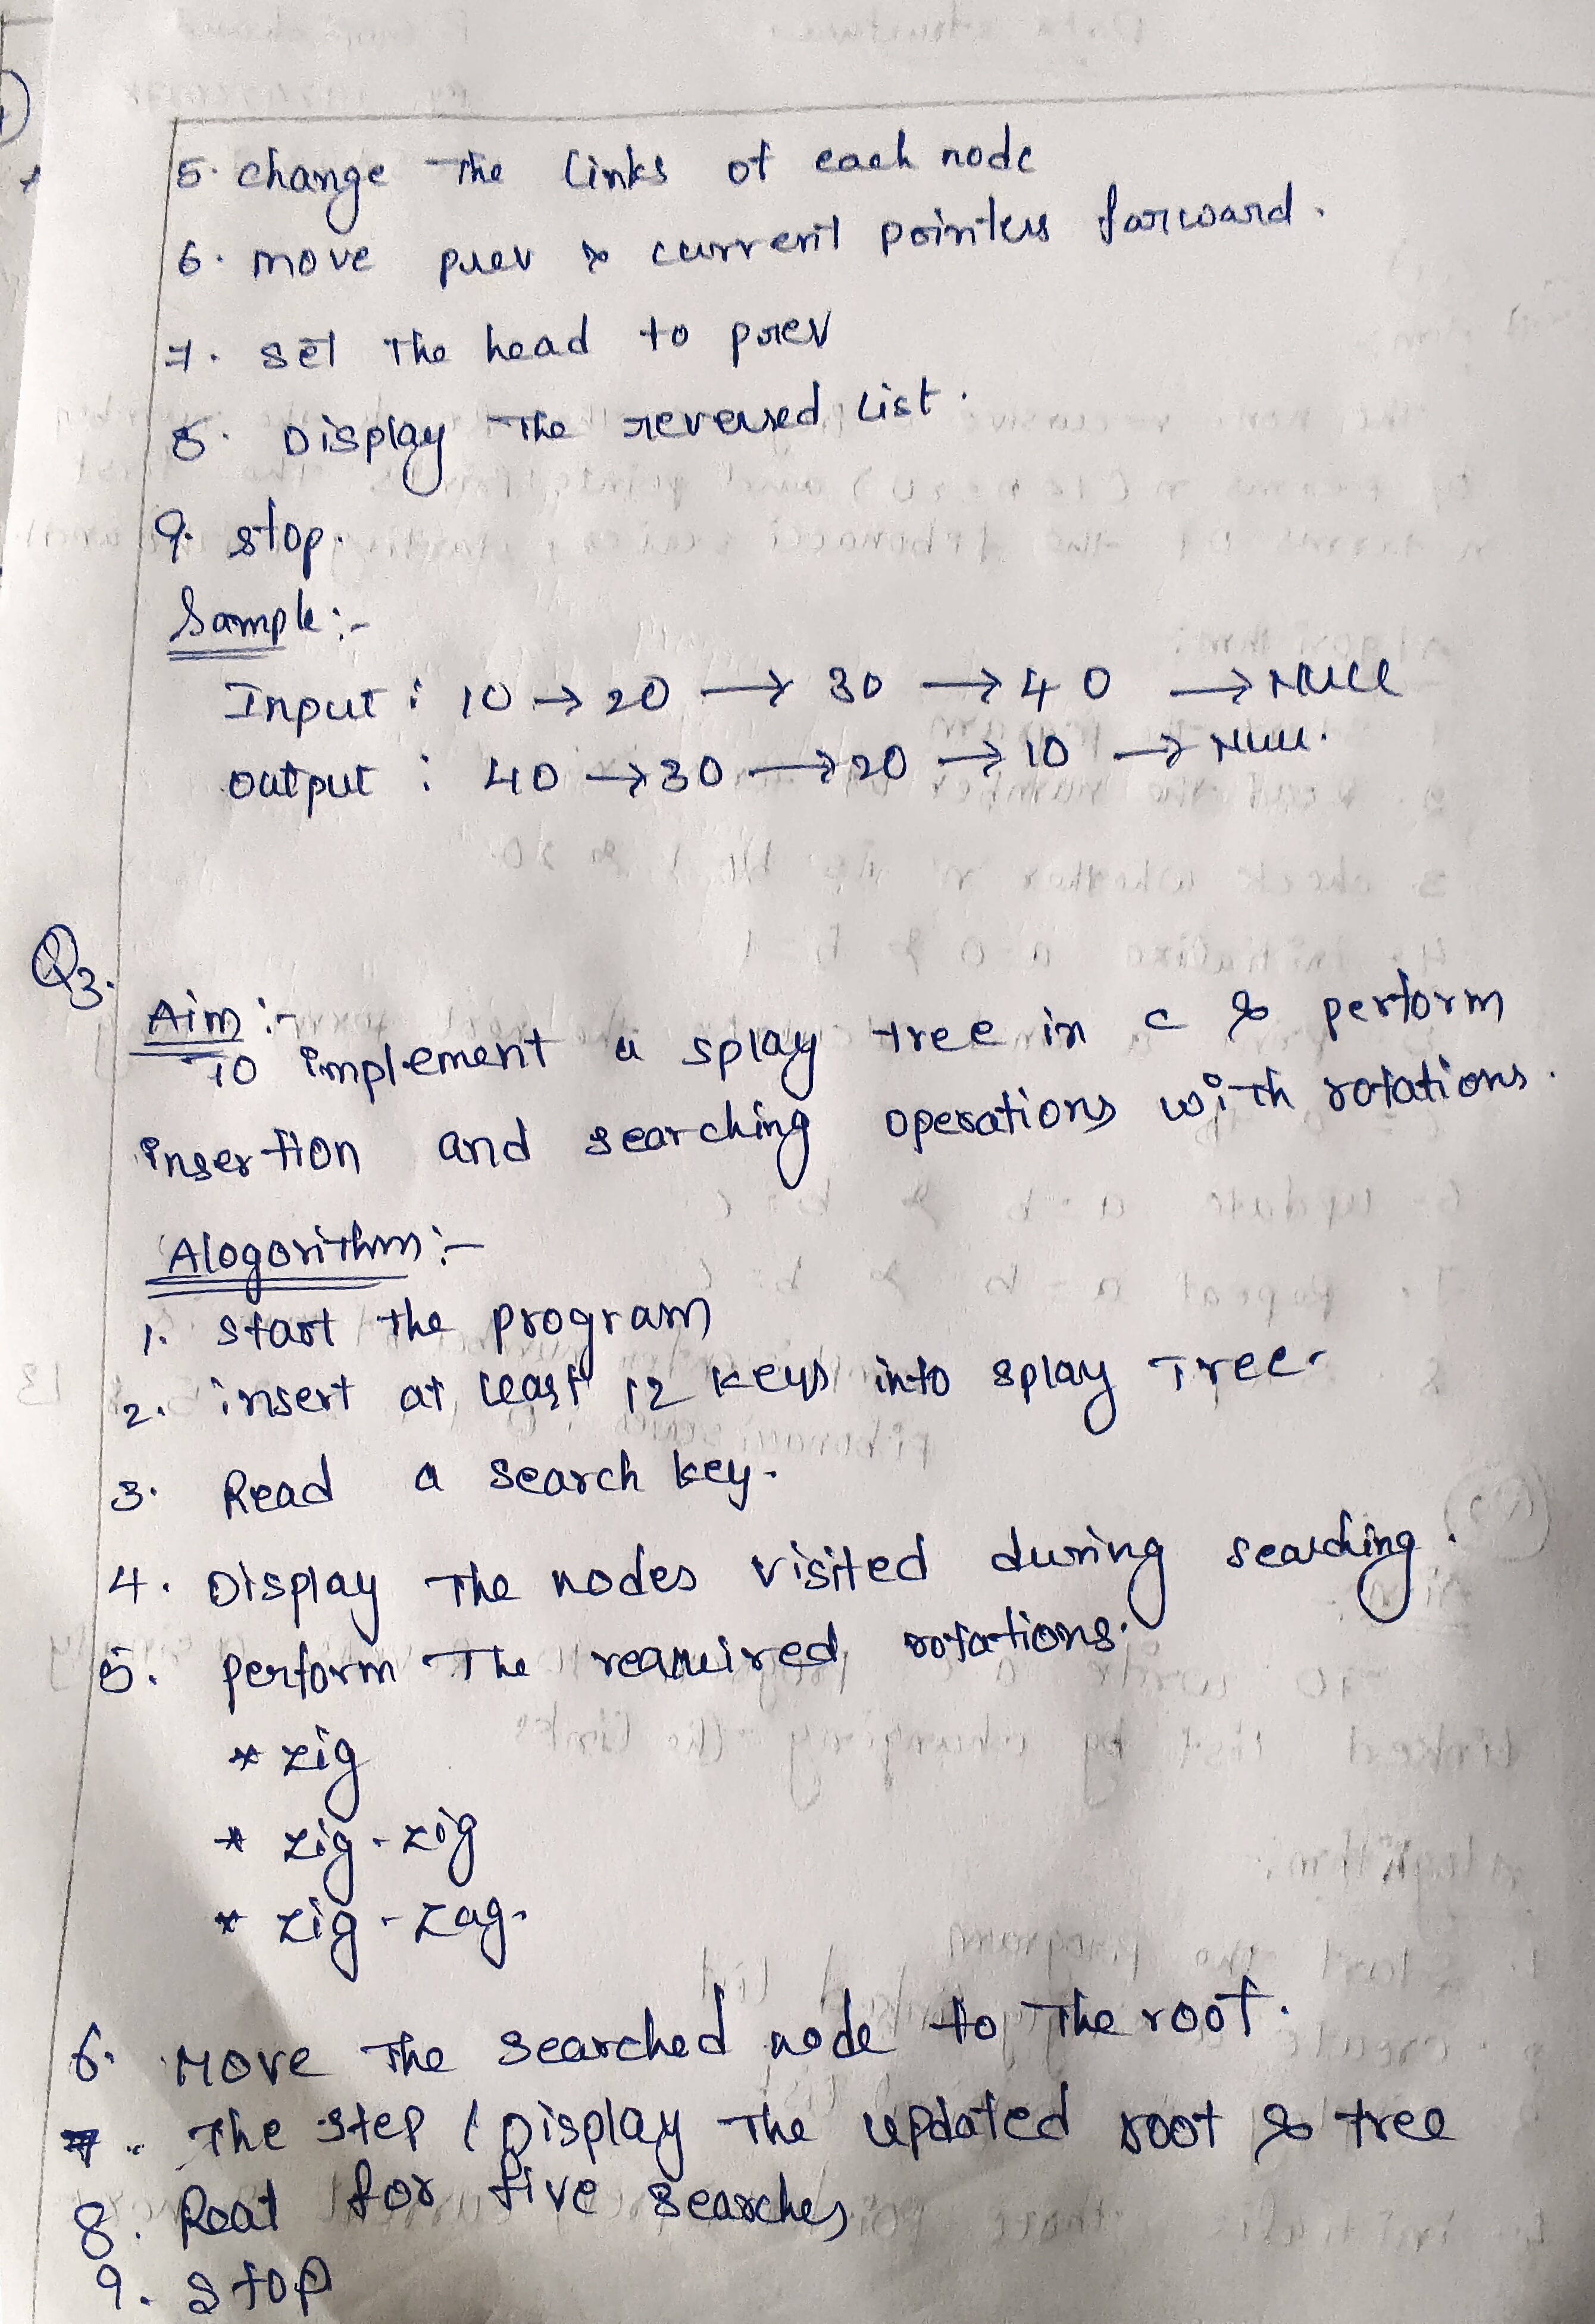 5. change The links of each node
6. move prev & current pointers forward.
7. set The head to prev
8. Display The reversed List.
9. stop.
Sample:-
Input : 10 → 20 → 30 → 40 → NULL
output : 40 → 30 → 20 → 10 → NULL.
Q3.
Aim :-
To implement a splay tree in c & perform
insertion and searching operations with rotations.
Alogorithm :-
1. start the program
2. insert at least 12 keys into splay Tree.
3. Read a search key.
4. Display The nodes visited during searching.
5. perform The reauired rotations.
* zig
* zig-zig
* zig-zag.
6. Move The searched node to The root.
7. The step / Display The updated root & tree
8. Reat for five searches
9. stop